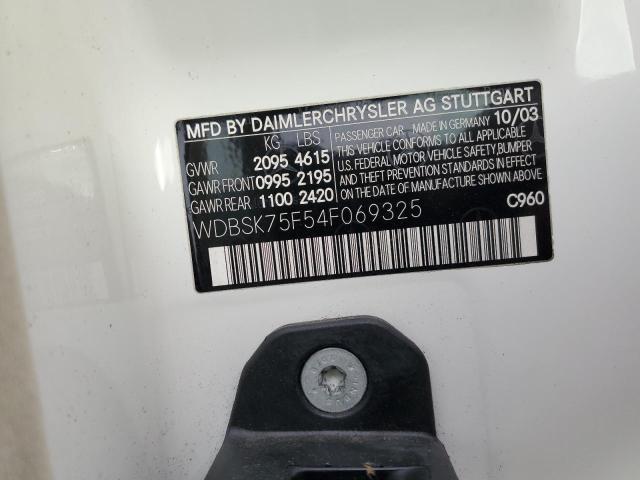 MFD BY DAIMLERCHRYSLER AG STUTTGART
KG LBS
GVWR 2095 4615
GAWR FRONT 0995 2195
GAWR REAR 1100 2420
PASSENGER CAR MADE IN GERMANY 10/03
THIS VEHICLE CONFORMS TO ALL APPLICABLE
U.S. FEDERAL MOTOR VEHICLE SAFETY, BUMPER
AND THEFT PREVENTION STANDARDS IN EFFECT
ON THE DATE OF MANUFACTURE SHOWN ABOVE
WDBSK75F54F069325
C960